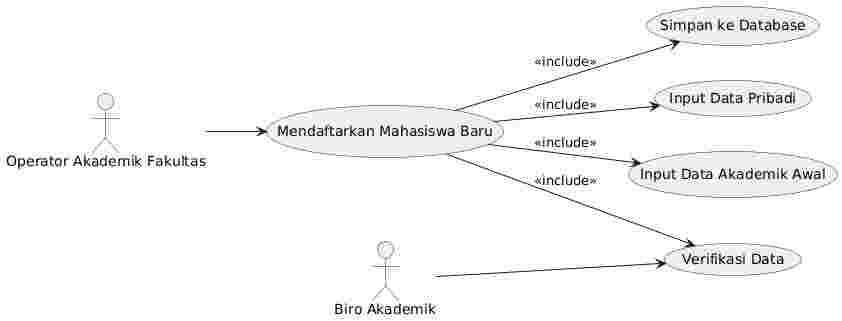 Simpan ke Database
«include»
Input Data Pribadi
«include»
Mendaftarkan Mahasiswa Baru
Operator Akademik Fakultas
«include»
Input Data Akademik Awal
«include»
Verifikasi Data
Biro Akademik